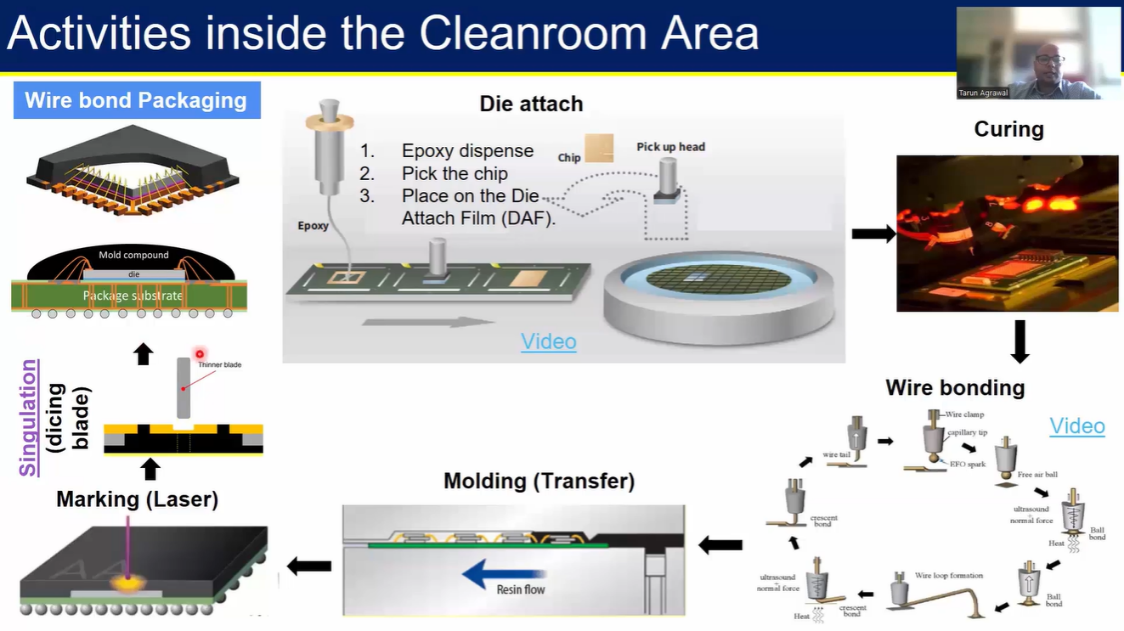 Activities inside the Cleanroom Area
Tarun Agrawal
Wire bond Packaging
Mold compound
die
Package substrate
Thinner blade
Singulation
(dicing
blade)
Marking (Laser)
AA
Die attach
1. Epoxy dispense
2. Pick the chip
3. Place on the Die
Attach Film (DAF).
Chip
Pick up head
Epoxy
Video
Curing
Wire bonding
Video
Wire clamp
capillary tip
EFO spark
wire tail
Free air ball
ultrasound
+
normal force
Ball
bond
Heat
Ball
bond
Wire loop formation
ultrasound
+
normal force
Heat
crescent
bond
crescent
bond
Molding (Transfer)
Resin flow